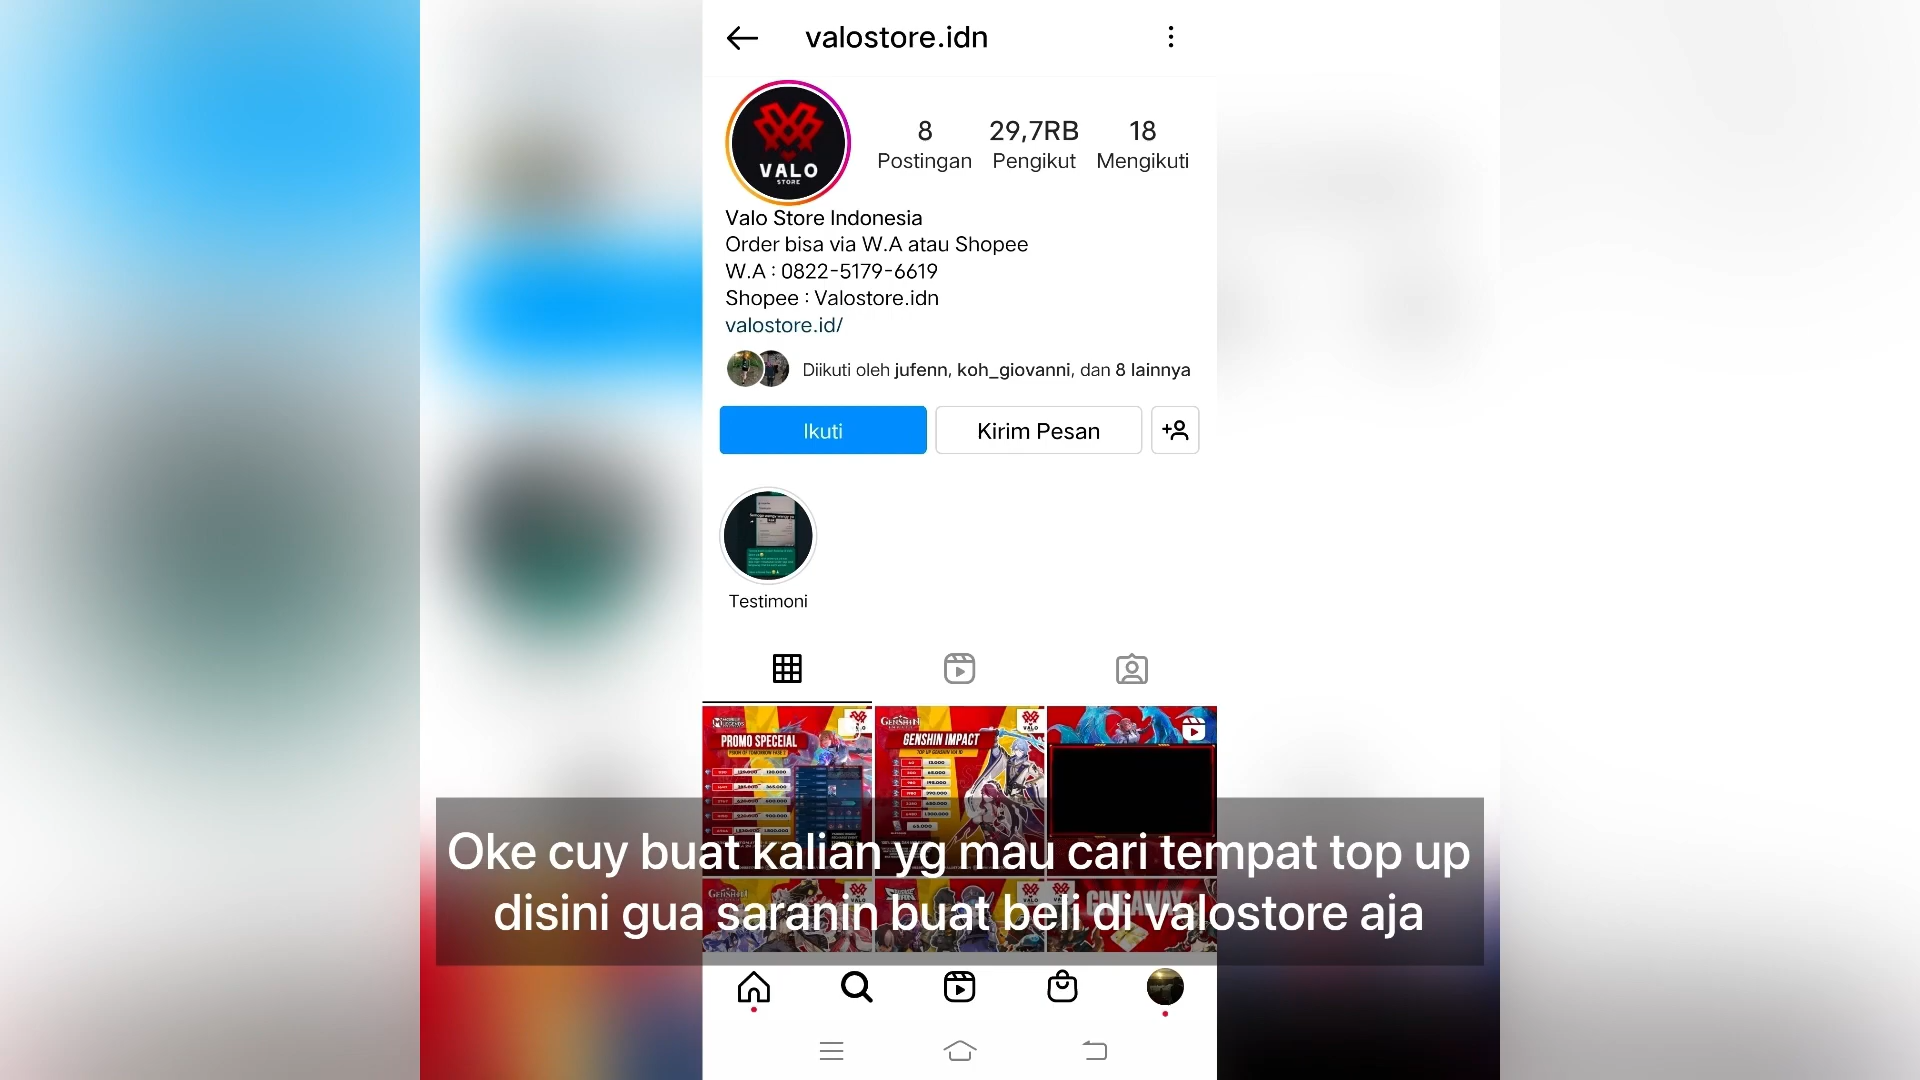 valostore.idn
VALO
STORE
8
Postingan
29,7RB
Pengikut
18
Mengikuti
Valo Store Indonesia
Order bisa via W.A atau Shopee
W.A : 0822-5179-6619
Shopee : Valostore.idn
valostore.id/
Diikuti oleh jufenn, koh_giovanni, dan 8 lainnya
Ikuti
Kirim Pesan
Testimoni
PROMO SPECEIAL
GENSHIN IMPACT
GENSHIN
VALO
GIVEAWAY
Oke cuy buat kalian yg mau cari tempat top up
disini gua saranin buat beli di valostore aja